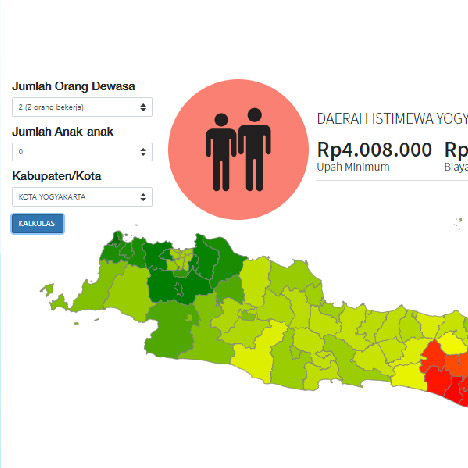 Jumlah Orang Dewasa
2 (2 orang bekerja)
Jumlah Anak-anak
0
Kabupaten/Kota
KOTA YOGYAKARTA
KALKULASI
DAERAH ISTIMEWA YOGY
Rp4.008.000 Rp
Upah Minimum Biaya